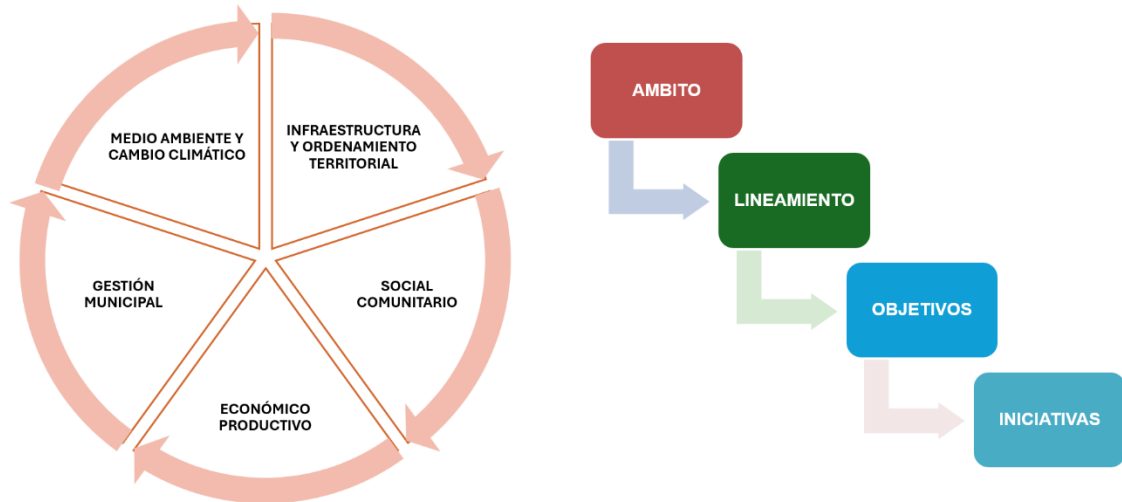 MEDIO AMBIENTE Y
CAMBIO CLIMÁTICO
INFRAESTRUCTURA
Y ORDENAMIENTO
TERRITORIAL
GESTIÓN
MUNICIPAL
SOCIAL
COMUNITARIO
ECONÓMICO
PRODUCTIVO
AMBITO
LINEAMIENTO
OBJETIVOS
INICIATIVAS